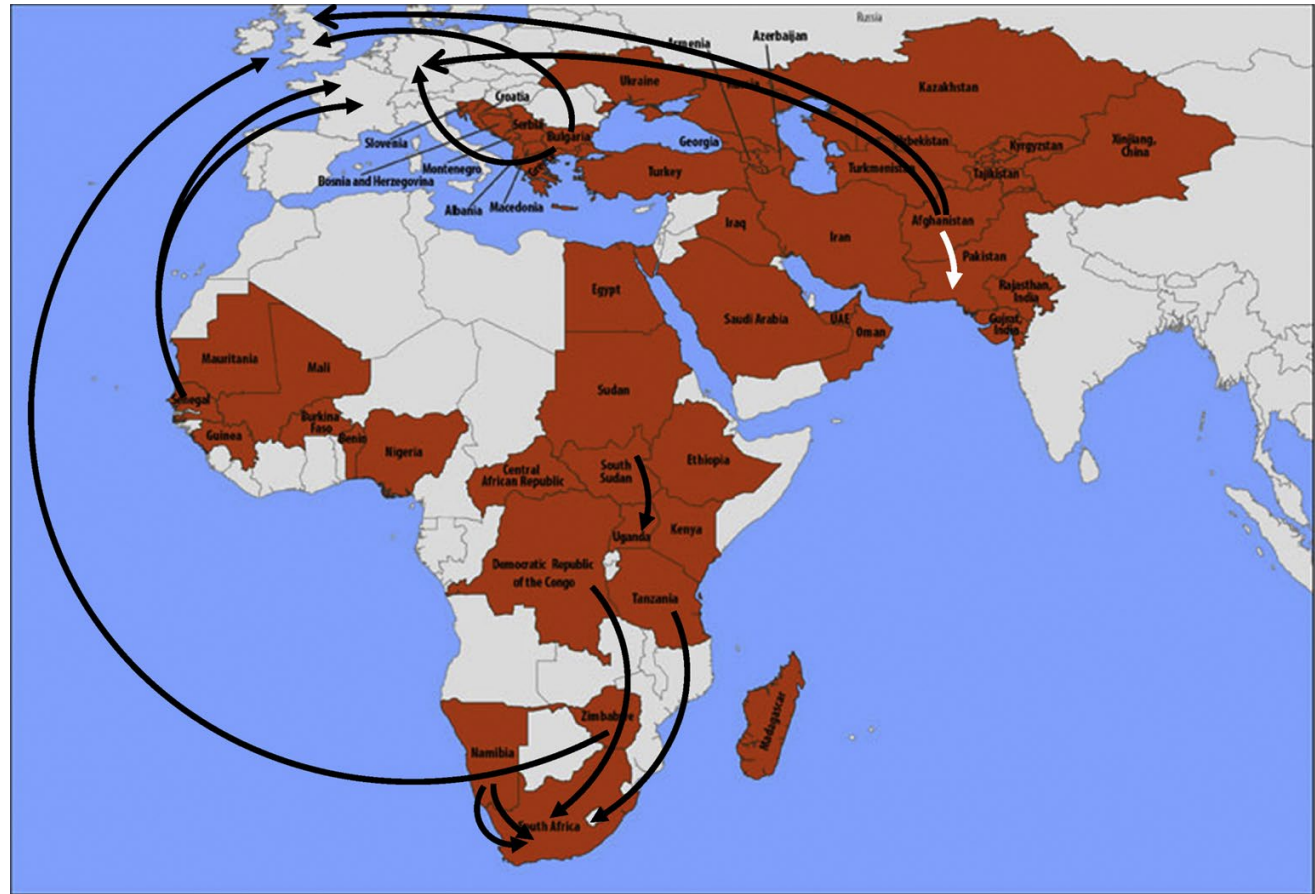 Russia
Armenia
Azerbaijan
Ukraine
Kazakhstan
Croatia
Slovenia
Serbia
Bulgaria
Georgia
Uzbekistan
Kyrgyzstan
Xinjiang,
China
Turkmenistan
Tajikistan
Turkey
Montenegro
Bosnia and Herzegovina
Albania
Macedonia
Iraq
Iran
Afghanistan
Pakistan
Rajasthan,
India
Gujrat,
India
Egypt
Saudi Arabia
UAE
Oman
Mauritania
Mali
Sudan
Senegal
Burkina
Faso
Guinea
Benin
Nigeria
Central
African Republic
South
Sudan
Ethiopia
Uganda
Kenya
Democratic Republic
of the Congo
Tanzania
Zimbabwe
Madagascar
Namibia
South Africa